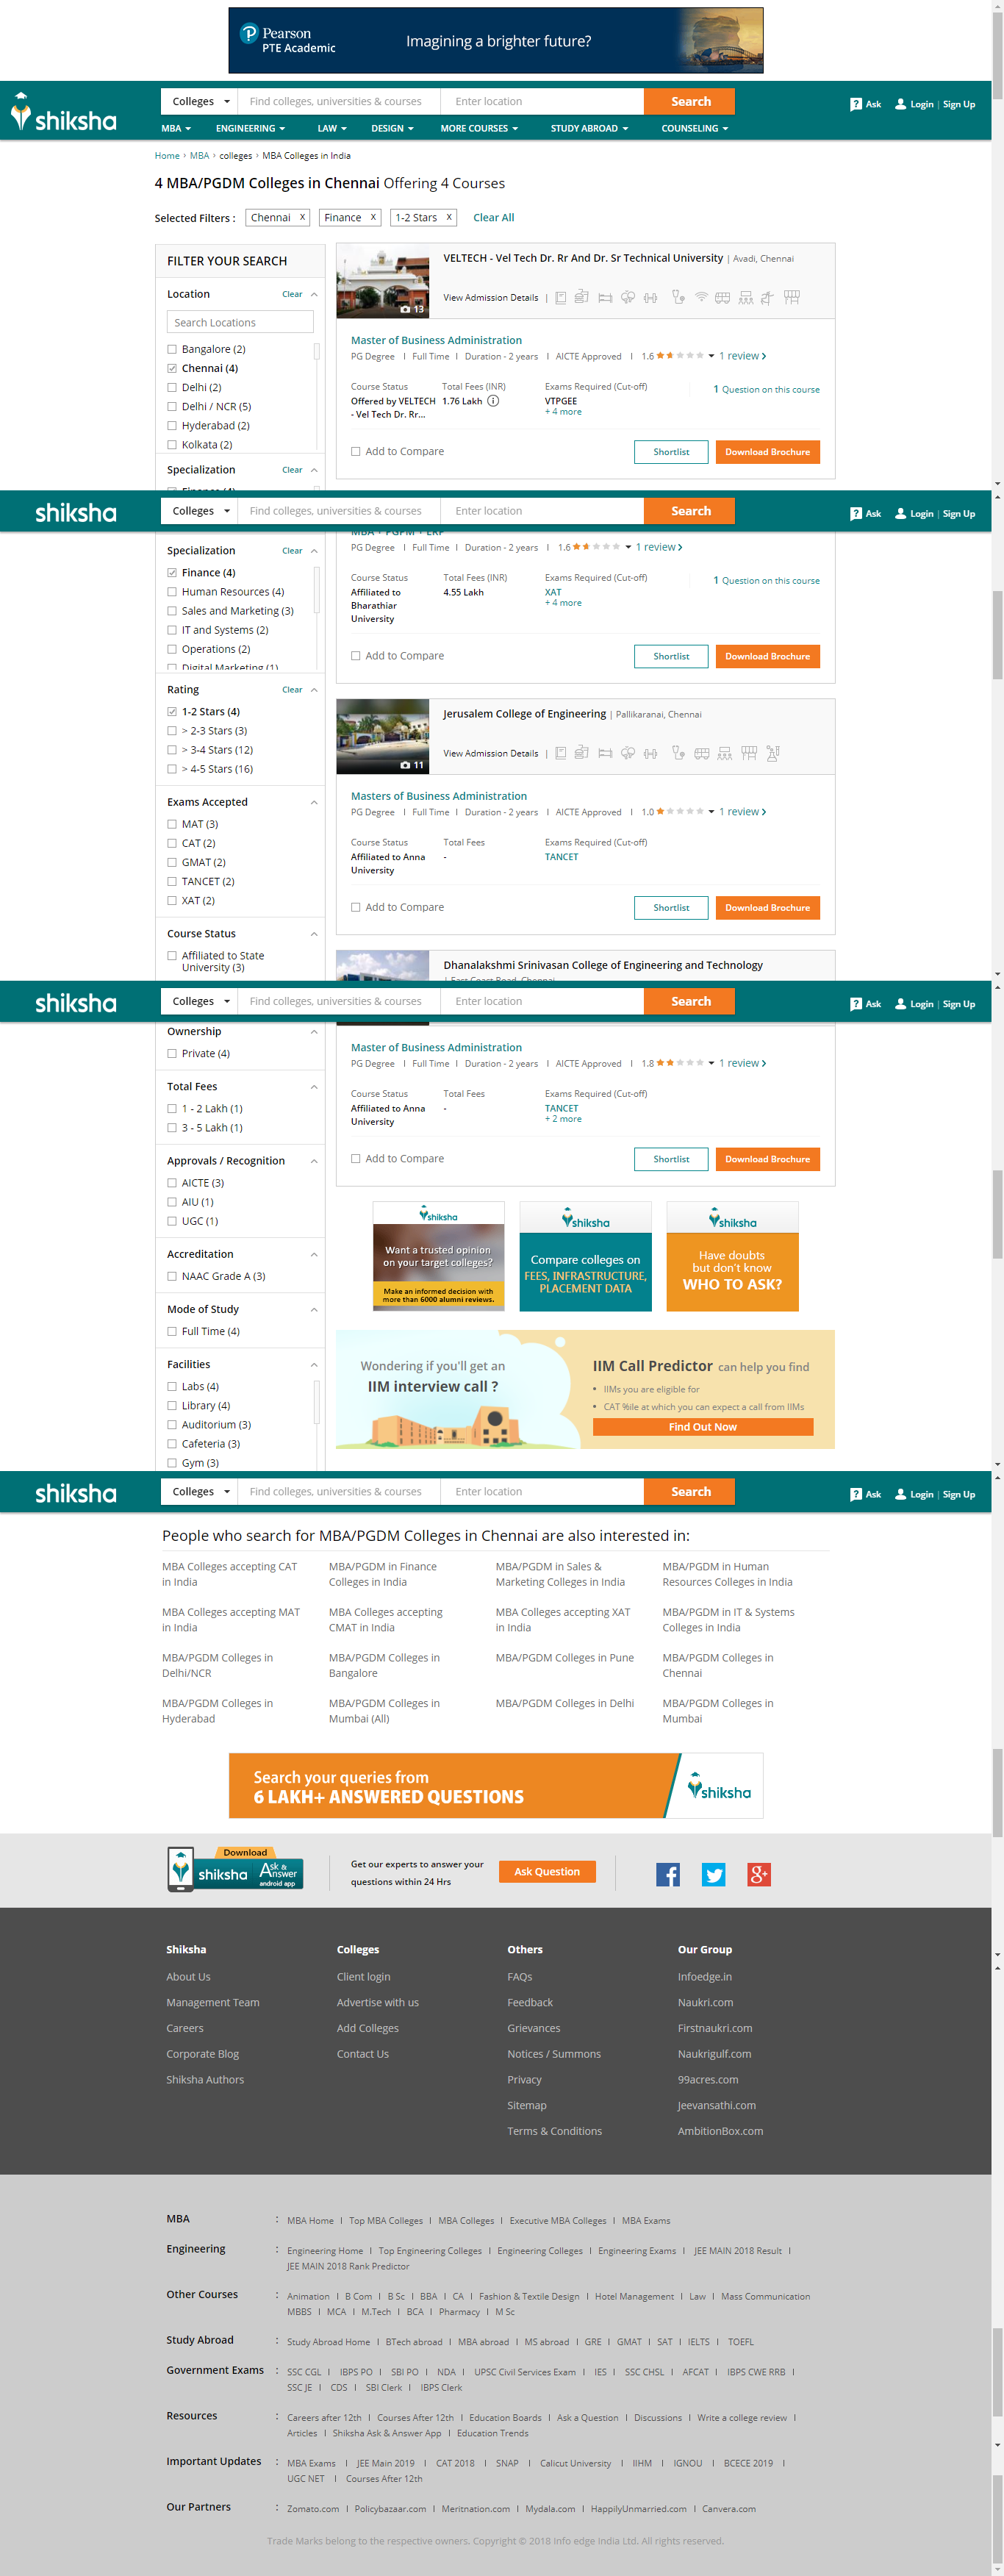 Pearson
PTE Academic
Imagining a brighter future?
shiksha
Colleges
Find colleges, universities & courses
Enter location
Search
Ask
Login | Sign Up
MBA ENGINEERING LAW DESIGN MORE COURSES STUDY ABROAD COUNSELING
Home › MBA › colleges › MBA Colleges in India
4 MBA/PGDM Colleges in Chennai Offering 4 Courses
Selected Filters : Chennai x Finance x 1-2 Stars x Clear All
FILTER YOUR SEARCH
Location Clear
Search Locations
Bangalore (2)
Chennai (4)
Delhi (2)
Delhi / NCR (5)
Hyderabad (2)
Kolkata (2)
Specialization Clear
Finance (4)
13
VELTECH - Vel Tech Dr. Rr And Dr. Sr Technical University | Avadi, Chennai
View Admission Details |
Master of Business Administration
PG Degree | Full Time | Duration - 2 years | AICTE Approved | 1.6 1 review
Course Status Total Fees (INR) Exams Required (Cut-off)
Offered by VELTECH 1.76 Lakh VTPGEE
- Vel Tech Dr. Rr... + 4 more
1 Question on this course
Add to Compare
Shortlist
Download Brochure
shiksha
Colleges
Find colleges, universities & courses
Enter location
Search
Ask
Login | Sign Up
Specialization Clear
Finance (4)
Human Resources (4)
Sales and Marketing (3)
IT and Systems (2)
Operations (2)
Digital Marketing (1)
Rating Clear
1-2 Stars (4)
> 2-3 Stars (3)
> 3-4 Stars (12)
> 4-5 Stars (16)
Exams Accepted
MAT (3)
CAT (2)
GMAT (2)
TANCET (2)
XAT (2)
Course Status
Affiliated to State
University (3)
MBA + PGPM + ERP
PG Degree | Full Time | Duration - 2 years | 1.6 1 review
Course Status Total Fees (INR) Exams Required (Cut-off)
Affiliated to 4.55 Lakh XAT
Bharathiar + 4 more
University
1 Question on this course
Add to Compare
Shortlist
Download Brochure
11
Jerusalem College of Engineering | Pallikaranai, Chennai
View Admission Details |
Masters of Business Administration
PG Degree | Full Time | Duration - 2 years | AICTE Approved | 1.0 1 review
Course Status Total Fees Exams Required (Cut-off)
Affiliated to Anna - TANCET
University
Add to Compare
Shortlist
Download Brochure
Dhanalakshmi Srinivasan College of Engineering and Technology
| East Coast Road, Chennai
shiksha
Colleges
Find colleges, universities & courses
Enter location
Search
Ask
Login | Sign Up
Ownership
Private (4)
Total Fees
1 - 2 Lakh (1)
3 - 5 Lakh (1)
Approvals / Recognition
AICTE (3)
AIU (1)
UGC (1)
Accreditation
NAAC Grade A (3)
Mode of Study
Full Time (4)
Facilities
Labs (4)
Library (4)
Auditorium (3)
Cafeteria (3)
Gym (3)
Master of Business Administration
PG Degree | Full Time | Duration - 2 years | AICTE Approved | 1.8 1 review
Course Status Total Fees Exams Required (Cut-off)
Affiliated to Anna - TANCET
University + 2 more
Add to Compare
Shortlist
Download Brochure
shiksha
Want a trusted opinion
on your target colleges?
Make an informed decision with
more than 6000 alumni reviews.
shiksha
Compare colleges on
FEES, INFRASTRUCTURE,
PLACEMENT DATA
shiksha
Have doubts
but don't know
WHO TO ASK?
Wondering if you'll get an
IIM interview call ?
IIM Call Predictor can help you find
• IIMs you are eligible for
• CAT %ile at which you can expect a call from IIMs
Find Out Now
shiksha
Colleges
Find colleges, universities & courses
Enter location
Search
Ask
Login | Sign Up
People who search for MBA/PGDM Colleges in Chennai are also interested in:
MBA Colleges accepting CAT
in India
MBA/PGDM in Finance
Colleges in India
MBA/PGDM in Sales &
Marketing Colleges in India
MBA/PGDM in Human
Resources Colleges in India
MBA Colleges accepting MAT
in India
MBA Colleges accepting
CMAT in India
MBA Colleges accepting XAT
in India
MBA/PGDM in IT & Systems
Colleges in India
MBA/PGDM Colleges in
Delhi/NCR
MBA/PGDM Colleges in
Bangalore
MBA/PGDM Colleges in Pune
MBA/PGDM Colleges in
Chennai
MBA/PGDM Colleges in
Hyderabad
MBA/PGDM Colleges in
Mumbai (All)
MBA/PGDM Colleges in Delhi
MBA/PGDM Colleges in
Mumbai
Search your queries from
6 LAKH+ ANSWERED QUESTIONS
shiksha
Download
shiksha
Ask &
Answer
android app
Get our experts to answer your
questions within 24 Hrs
Ask Question
Shiksha
About Us
Management Team
Careers
Corporate Blog
Shiksha Authors
Colleges
Client login
Advertise with us
Add Colleges
Contact Us
Others
FAQs
Feedback
Grievances
Notices / Summons
Privacy
Sitemap
Terms & Conditions
Our Group
Infoedge.in
Naukri.com
Firstnaukri.com
Naukrigulf.com
99acres.com
Jeevansathi.com
AmbitionBox.com
MBA : MBA Home | Top MBA Colleges | MBA Colleges | Executive MBA Colleges | MBA Exams
Engineering : Engineering Home | Top Engineering Colleges | Engineering Colleges | Engineering Exams | JEE MAIN 2018 Result |
JEE MAIN 2018 Rank Predictor
Other Courses : Animation | B Com | B Sc | BBA | CA | Fashion & Textile Design | Hotel Management | Law | Mass Communication
MBBS | MCA | M.Tech | BCA | Pharmacy | M Sc
Study Abroad : Study Abroad Home | BTech abroad | MBA abroad | MS abroad | GRE | GMAT | SAT | IELTS | TOEFL
Government Exams : SSC CGL | IBPS PO | SBI PO | NDA | UPSC Civil Services Exam | IES | SSC CHSL | AFCAT | IBPS CWE RRB |
SSC JE | CDS | SBI Clerk | IBPS Clerk
Resources : Careers after 12th | Courses After 12th | Education Boards | Ask a Question | Discussions | Write a college review |
Articles | Shiksha Ask & Answer App | Education Trends
Important Updates : MBA Exams | JEE Main 2019 | CAT 2018 | SNAP | Calicut University | IIHM | IGNOU | BCECE 2019 |
UGC NET | Courses After 12th
Our Partners : Zomato.com | Policybazaar.com | Meritnation.com | Mydala.com | HappilyUnmarried.com | Canvera.com
Trade Marks belong to the respective owners. Copyright © 2018 Info edge India Ltd. All rights reserved.